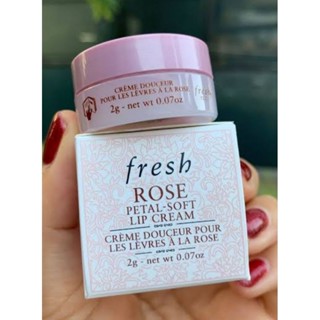 CRÈME DOUCEUR
POUR LES LÈVRES À LA ROSE
2g - net wt 0.07oz
fresh
fresh
ROSE
PETAL-SOFT
LIP CREAM
CRÈME DOUCEUR POUR
LES LÈVRES À LA ROSE
2g - net wt 0.07oz